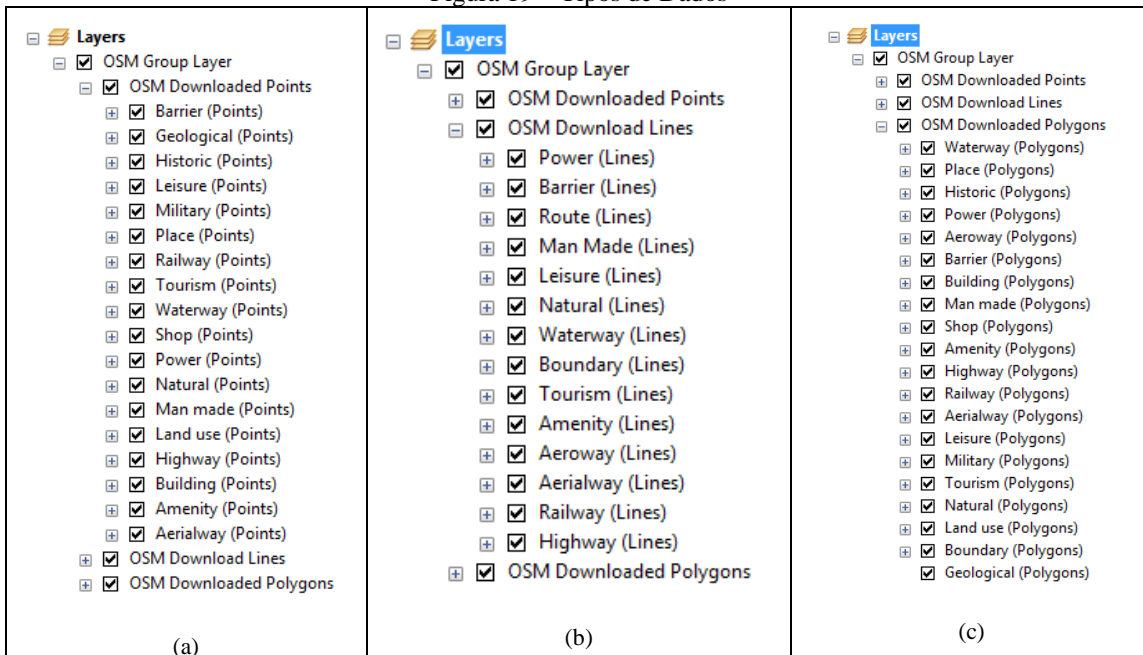 Figura 19 – Tipos de Dados
Layers
OSM Group Layer
OSM Downloaded Points
Barrier (Points)
Geological (Points)
Historic (Points)
Leisure (Points)
Military (Points)
Place (Points)
Railway (Points)
Tourism (Points)
Waterway (Points)
Shop (Points)
Power (Points)
Natural (Points)
Man made (Points)
Land use (Points)
Highway (Points)
Building (Points)
Amenity (Points)
Aerialway (Points)
OSM Download Lines
OSM Downloaded Polygons
(a)
Layers
OSM Group Layer
OSM Downloaded Points
OSM Download Lines
Power (Lines)
Barrier (Lines)
Route (Lines)
Man Made (Lines)
Leisure (Lines)
Natural (Lines)
Waterway (Lines)
Boundary (Lines)
Tourism (Lines)
Amenity (Lines)
Aeroway (Lines)
Aerialway (Lines)
Railway (Lines)
Highway (Lines)
OSM Downloaded Polygons
(b)
Layers
OSM Group Layer
OSM Downloaded Points
OSM Download Lines
OSM Downloaded Polygons
Waterway (Polygons)
Place (Polygons)
Historic (Polygons)
Power (Polygons)
Aeroway (Polygons)
Barrier (Polygons)
Building (Polygons)
Man made (Polygons)
Shop (Polygons)
Amenity (Polygons)
Highway (Polygons)
Railway (Polygons)
Aerialway (Polygons)
Leisure (Polygons)
Military (Polygons)
Tourism (Polygons)
Natural (Polygons)
Land use (Polygons)
Boundary (Polygons)
Geological (Polygons)
(c)